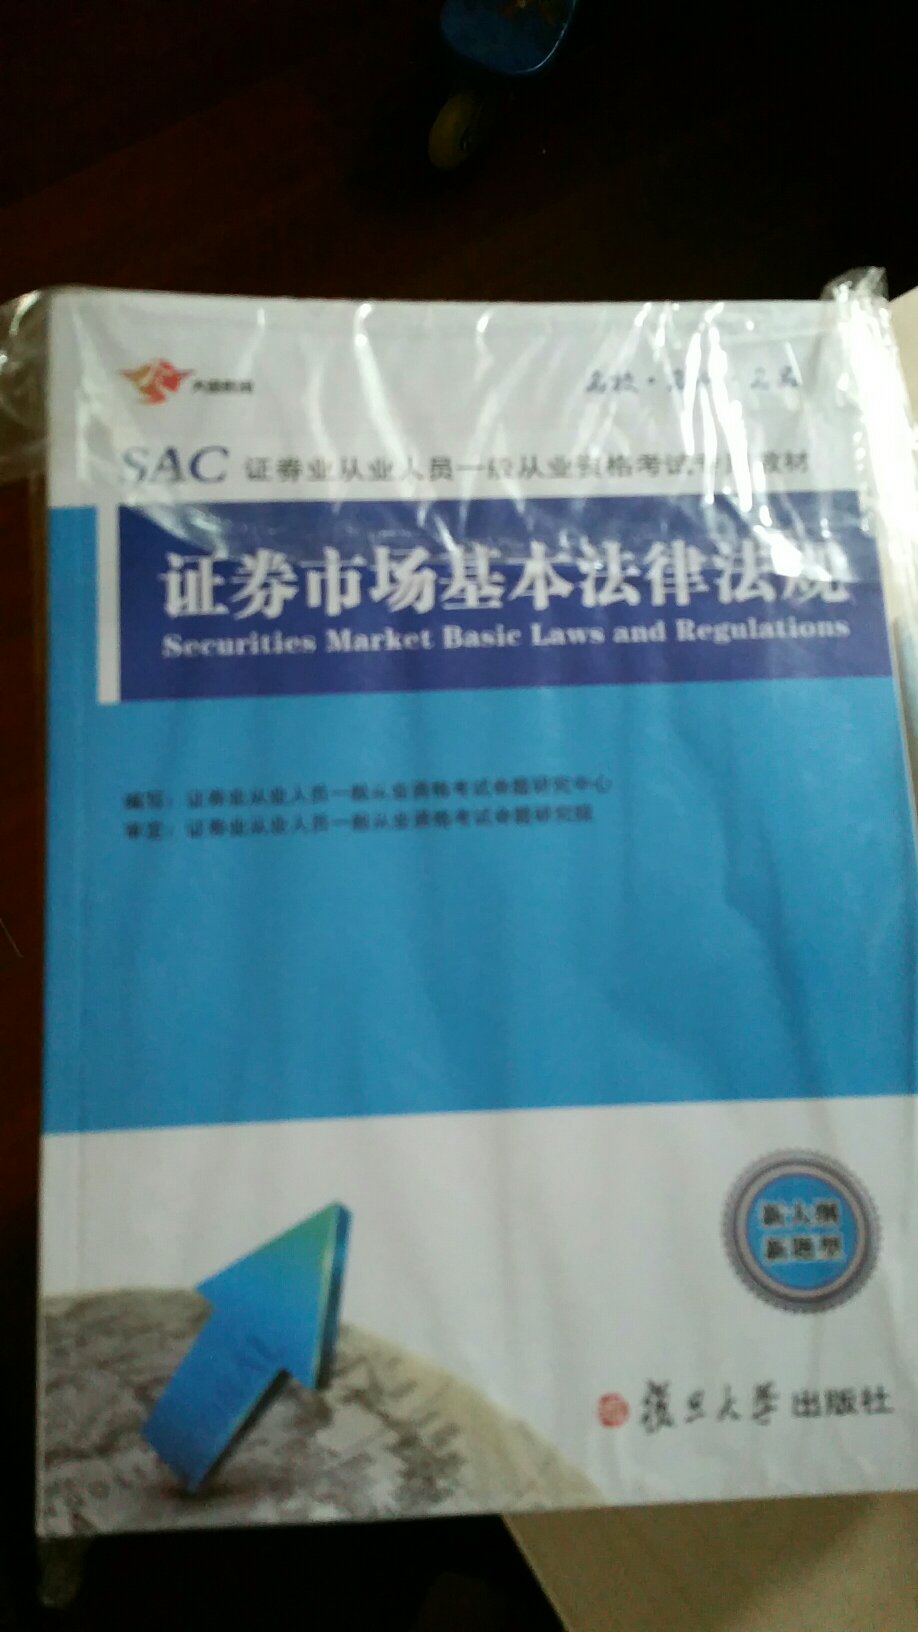 SAC 证券业从业人员一般从业资格考试专用教材
证券市场基本法律法规
Securities Market Basic Laws and Regulations
编写：证券业从业人员一般从业资格考试命题研究中心
审定：证券业从业人员一般从业资格考试命题研究院
新大纲
新题型
復旦大学 出版社